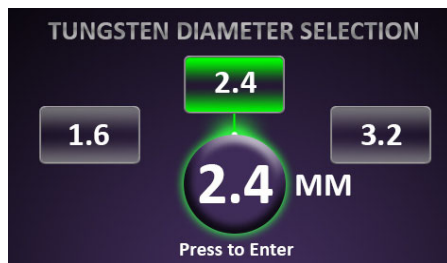 TUNGSTEN DIAMETER SELECTION
2.4
1.6
3.2
2.4 MM
Press to Enter